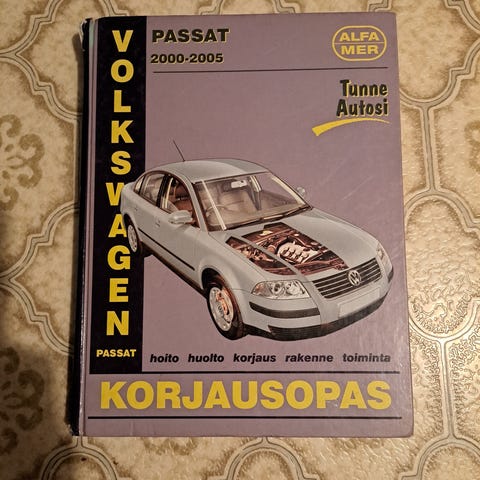 VOLKSWAGEN
PASSAT
PASSAT
2000-2005
ALFA
MER
Tunne
Autosi
hoito huolto korjaus rakenne toiminta
KORJAUSOPAS